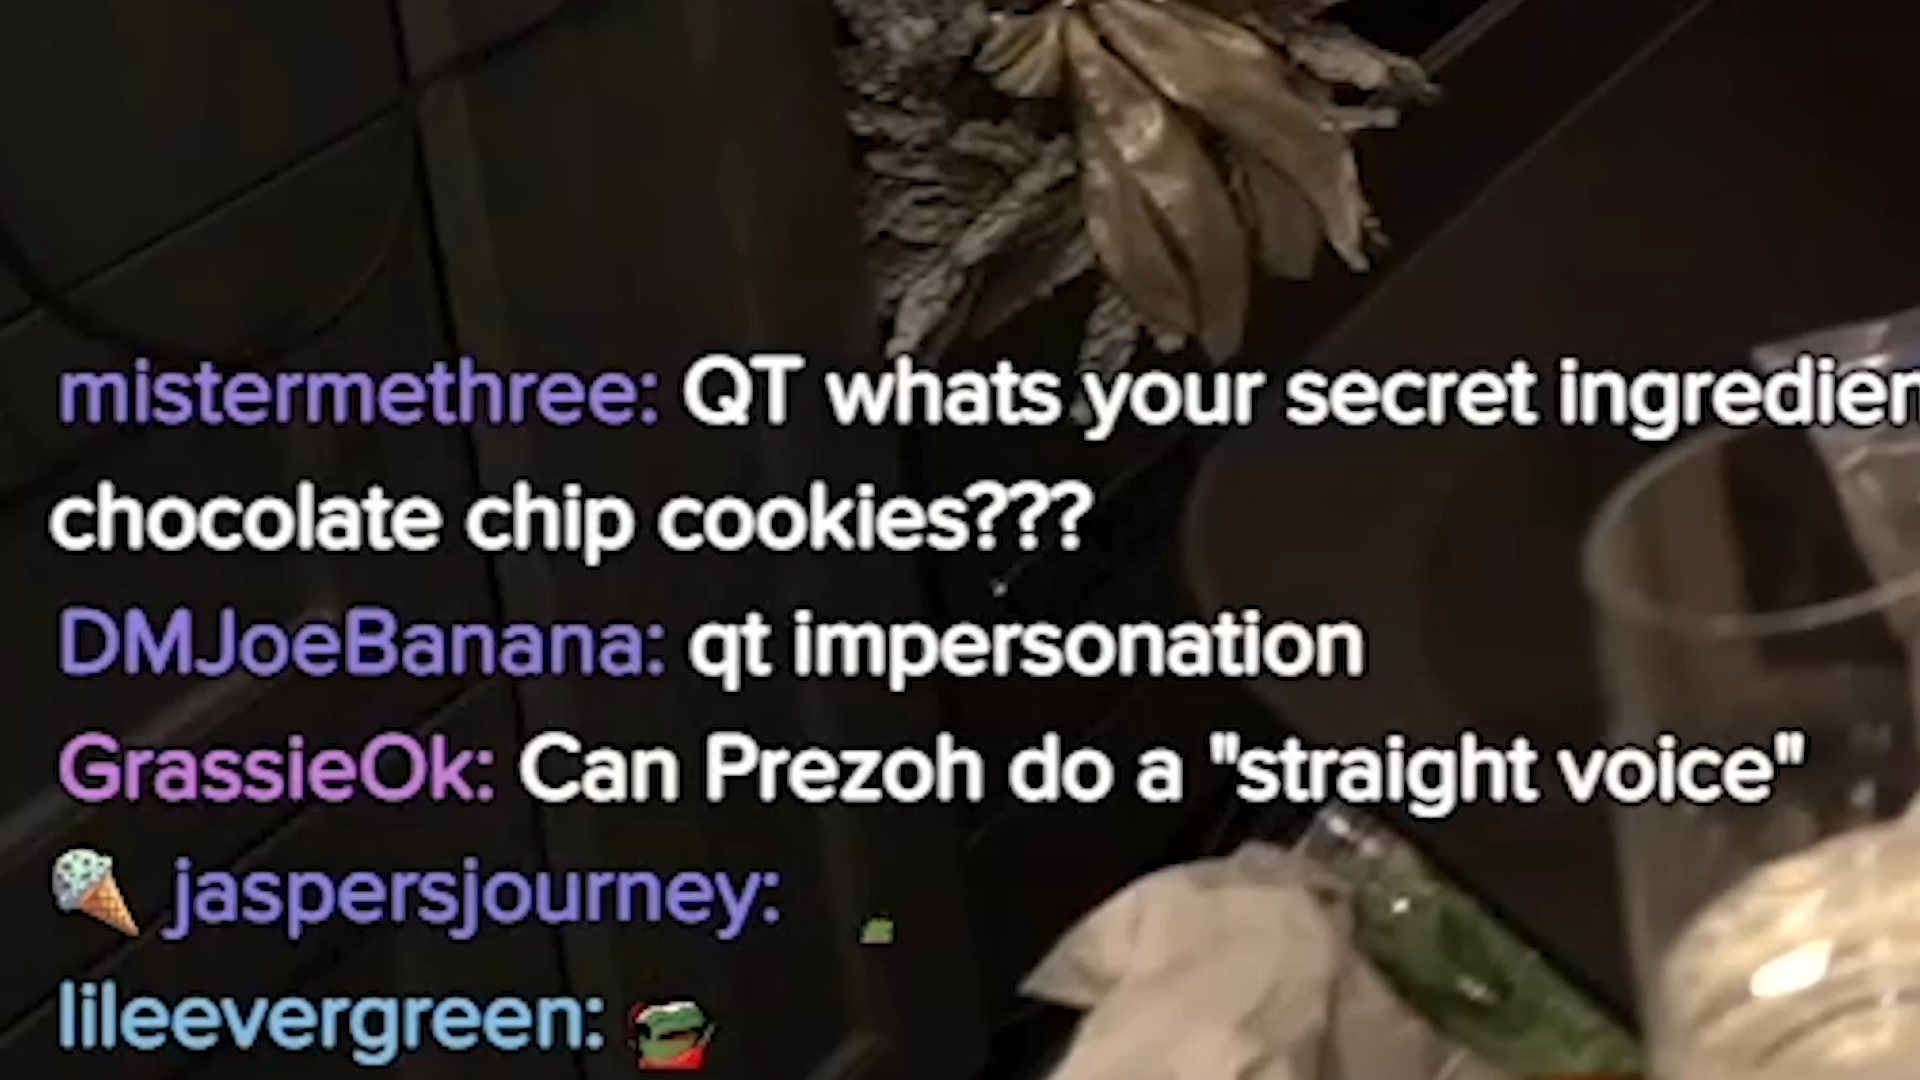 mistermethree: QT whats your secret
chocolate chip cookies???
DMJoeBanana: qt impersonation
GrassieOk: Can Prezoh do a "straight voice"
jaspersjourney:
lileevergreen: